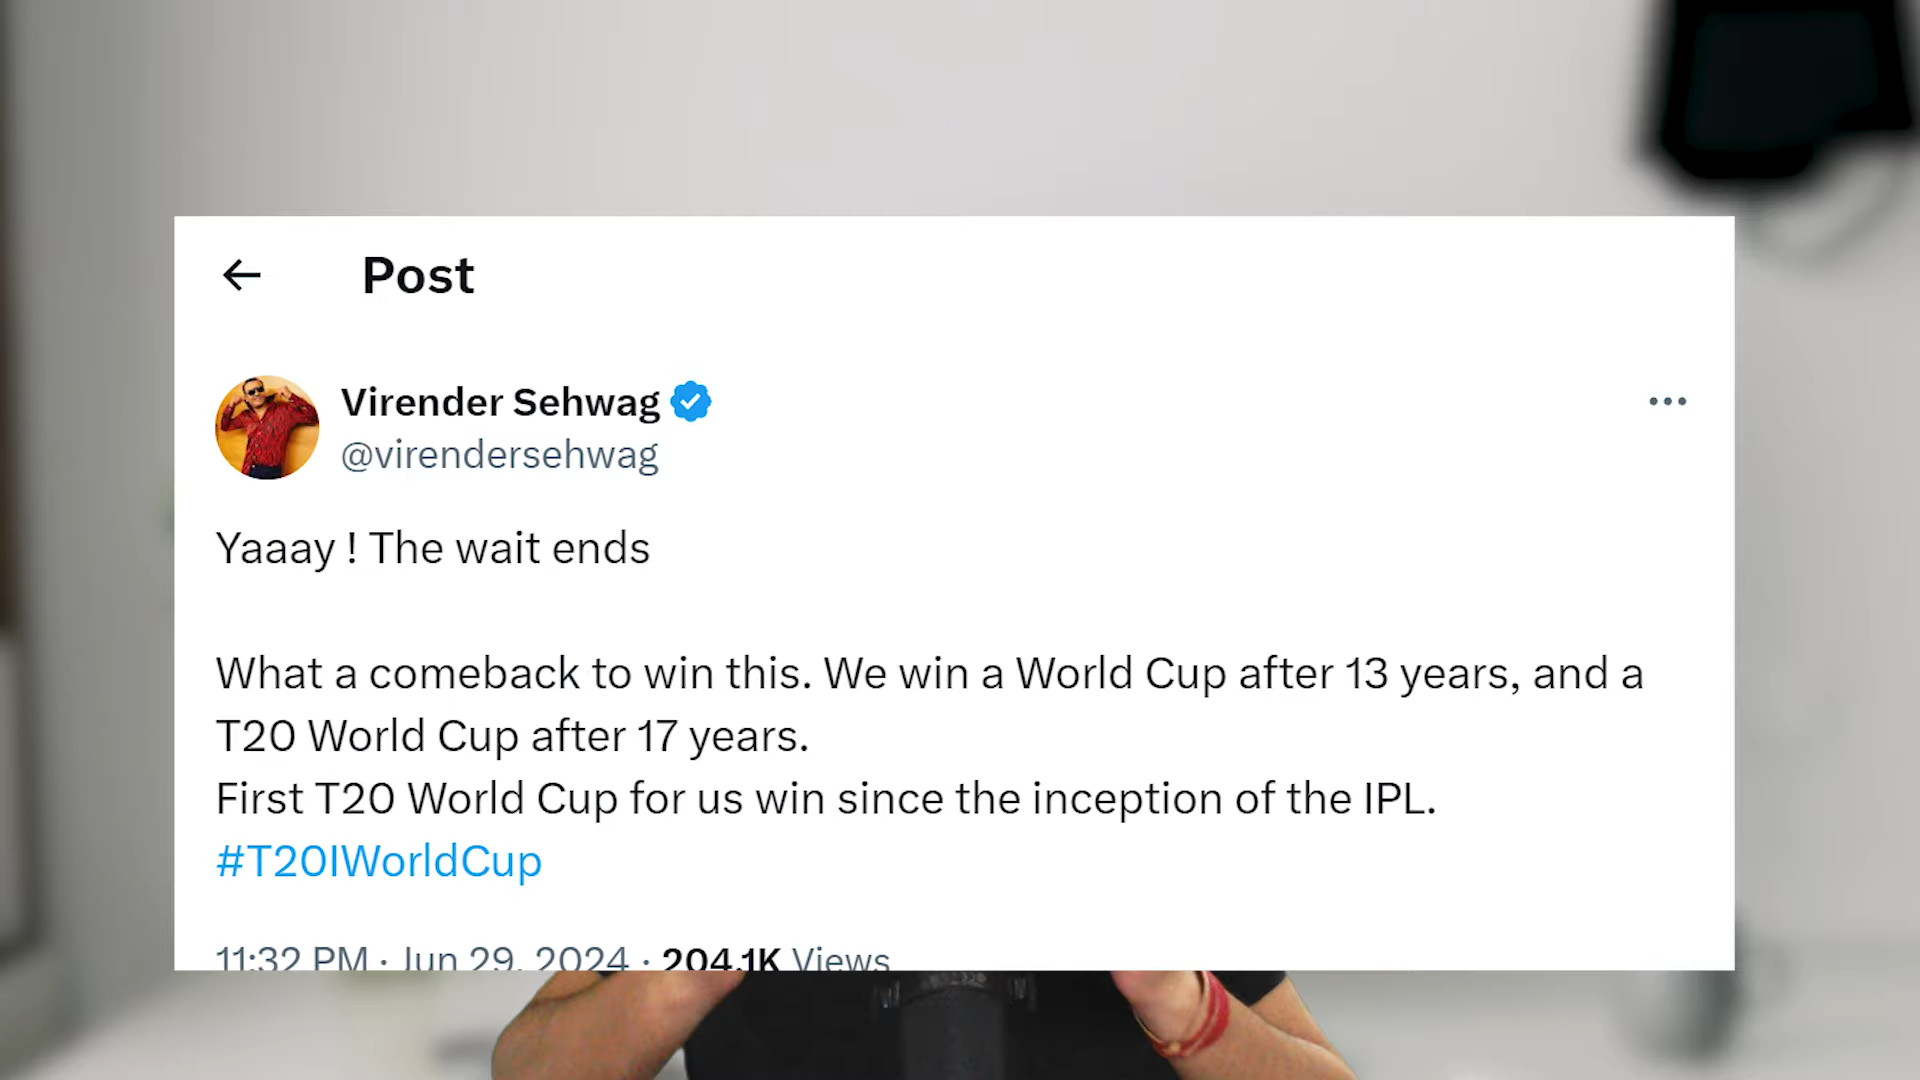 Post
Virender Sehwag
@virendersehwag
Yaaay ! The wait ends
What a comeback to win this. We win a World Cup after 13 years, and a
T20 World Cup after 17 years.
First T20 World Cup for us win since the inception of the IPL.
#T20IWorldCup
11:32 PM · Jun 29, 2024 · 204.1K Views